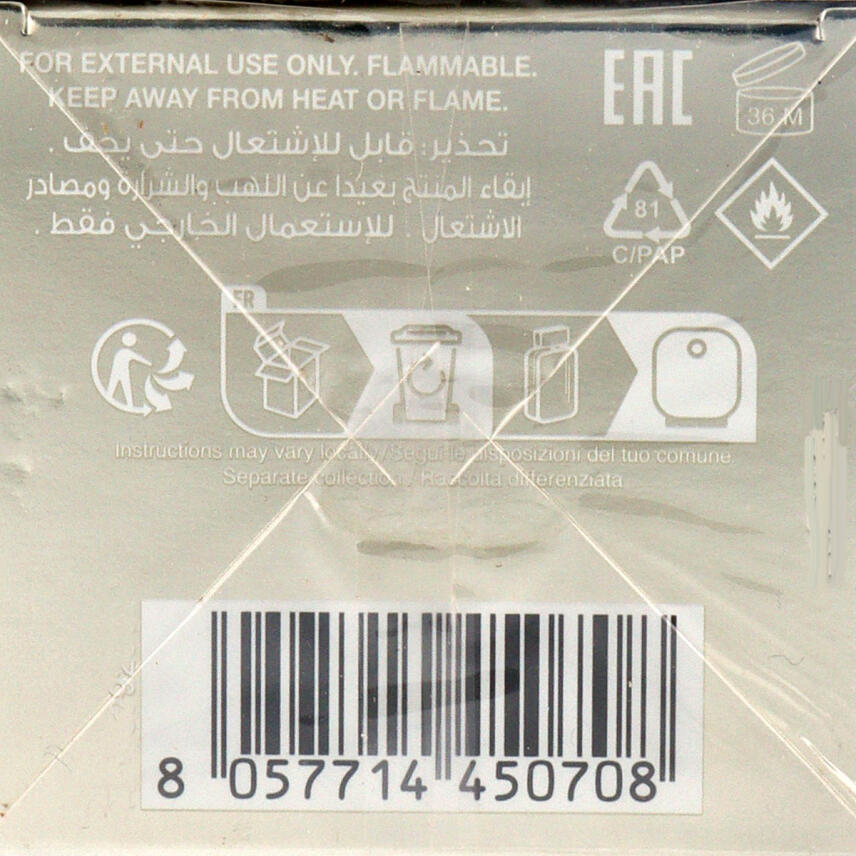 FOR EXTERNAL USE ONLY. FLAMMABLE.
KEEP AWAY FROM HEAT OR FLAME.
تحذير: قابل للإشتعال حتى يجف .
إبقاء المنتج بعيدا عن اللهب والشرارة ومصادر
الاشتعال . للإستعمال الخارجي فقط .
EAC
36 M
81
C/PAP
FR
Instructions may vary locally / Segui le disposizioni del tuo comune
Separate collection / Raccolta differenziata
8 057714 450708